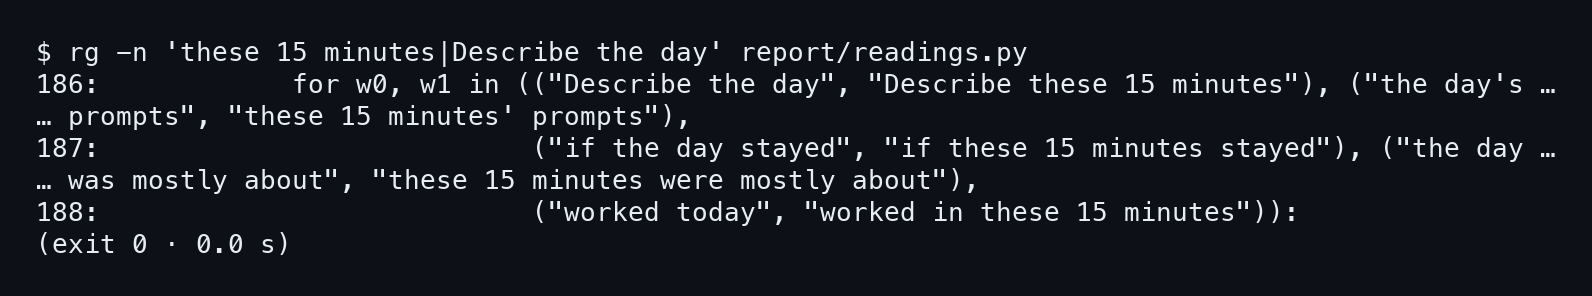 $ rg -n 'these 15 minutes|Describe the day' report/readings.py
186:            for w0, w1 in (("Describe the day", "Describe these 15 minutes"), ("the day's …
… prompts", "these 15 minutes' prompts"),
187:                           ("if the day stayed", "if these 15 minutes stayed"), ("the day …
… was mostly about", "these 15 minutes were mostly about"),
188:                           ("worked today", "worked in these 15 minutes")):
(exit 0 · 0.0 s)